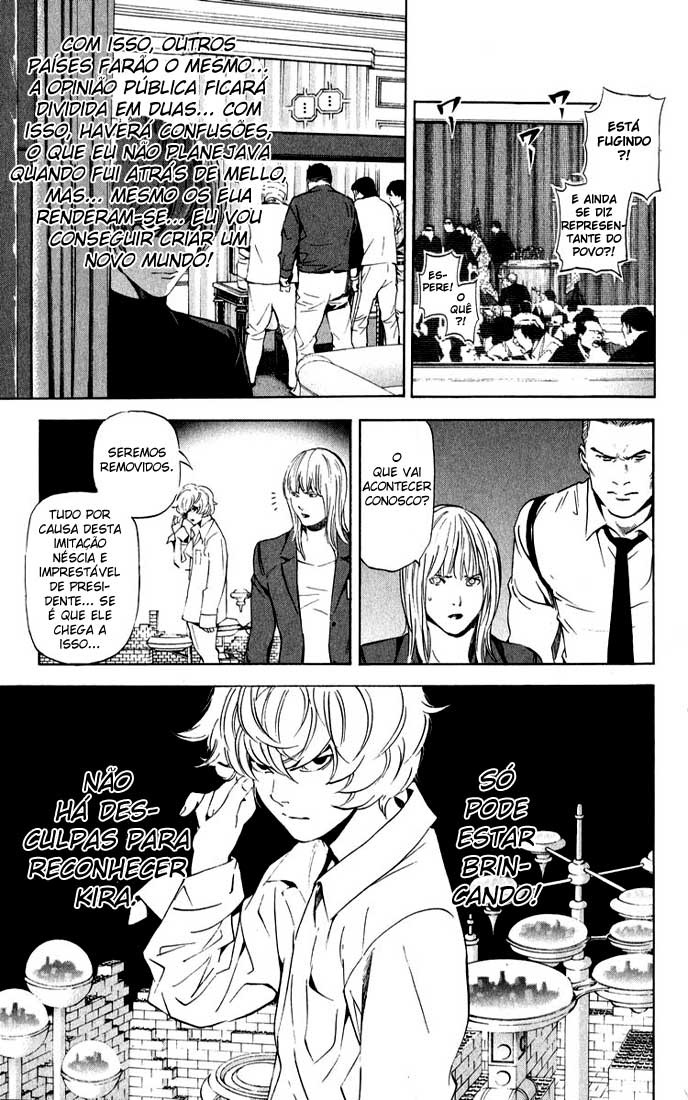 ESTÁ
FUGINDO
?!
E AINDA
SE DIZ
REPRESEN-
TANTE DO
POVO?!
ES-
PERE!
O
QUÊ
?!
COM ISSO, OUTROS
PAÍSES FARÃO O MESMO...
A OPINIÃO PÚBLICA FICARÁ
DIVIDIDA EM DUAS... COM
ISSO, HAVERÁ CONFUSÕES,
O QUE EU NÃO PLANEJAVA
QUANDO FUI ATRÁS DE MELLO,
MAS... MESMO OS EUA
RENDERAM-SE... EU VOU
CONSEGUIR CRIAR UM
NOVO MUNDO!
...
...
O
QUE VAI
ACONTECER
CONOSCO?
SEREMOS
REMOVIDOS.
TUDO POR
CAUSA DESTA
IMITAÇÃO
NÉSCIA E
IMPRESTÁVEL
DE PRESI-
DENTE... SE
É QUE ELE
CHEGA A
ISSO...
SÓ
PODE
ESTAR
BRIN-
CANDO!
NÃO
HÁ DES-
CULPAS PARA
RECONHECER
KIRA.